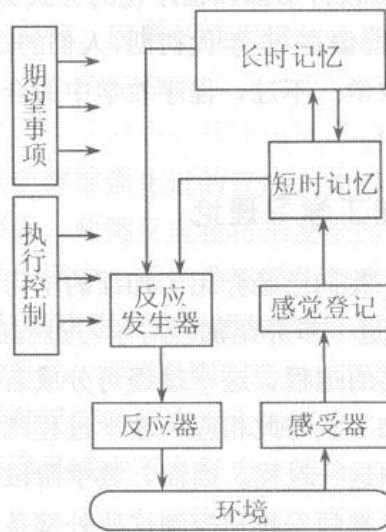 长时记忆
期望事项
短时记忆
执行控制
反应
发生器
感觉登记
反应器
感受器
环境